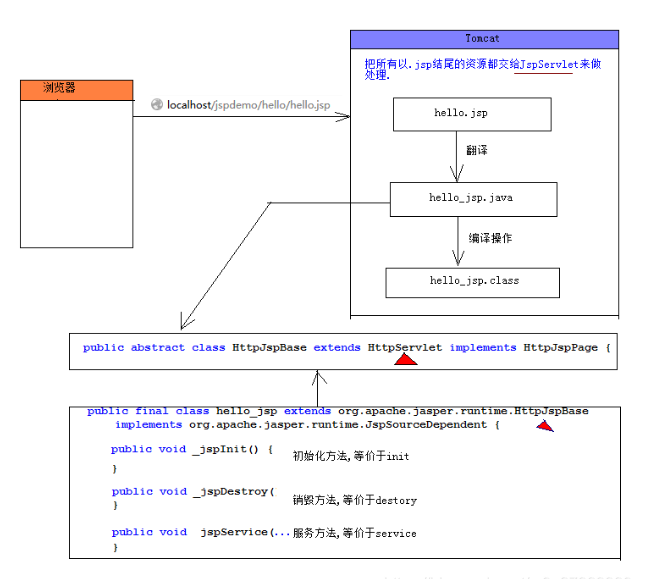 Tomcat
把所有以.jsp结尾的资源都交给JspServlet来做
处理.
浏览器
localhost/jspdemo/hello/hello.jsp
hello.jsp
翻译
hello_jsp.java
编译操作
hello_jsp.class
public abstract class HttpJspBase extends HttpServlet implements HttpJspPage {
public final class hello_jsp extends org.apache.jasper.runtime.HttpJspBase
implements org.apache.jasper.runtime.JspSourceDependent {
public void _jspInit() {
初始化方法,等价于init
}
public void _jspDestroy(
销毁方法,等价于destory
}
public void  jspService(... 服务方法,等价于service
}